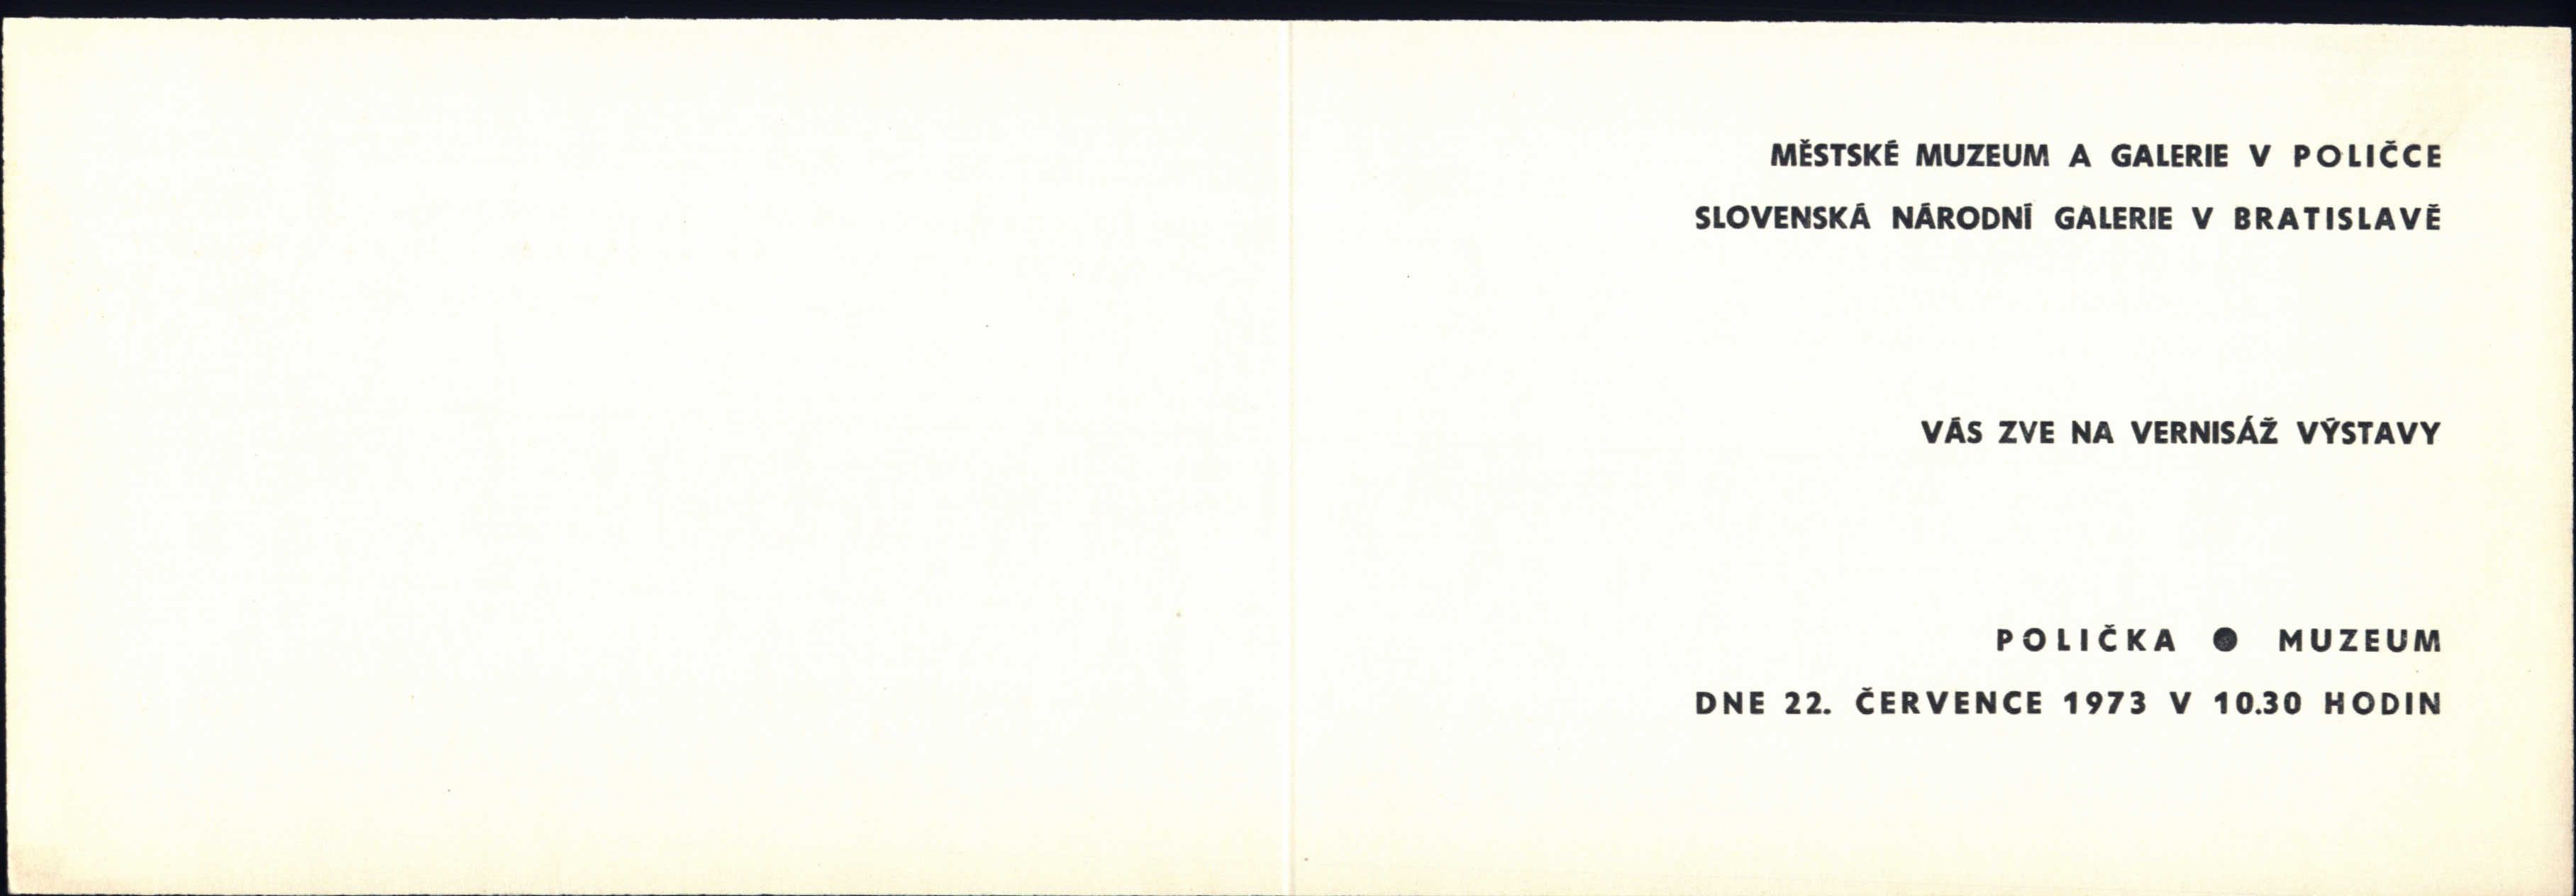 MĚSTSKÉ MUZEUM A GALERIE V POLIČCE
SLOVENSKÁ NÁRODNÍ GALERIE V BRATISLAVĚ
VÁS ZVE NA VERNISÁŽ VÝSTAVY
POLIČKA ● MUZEUM
DNE 22. ČERVENCE 1973 V 10.30 HODIN